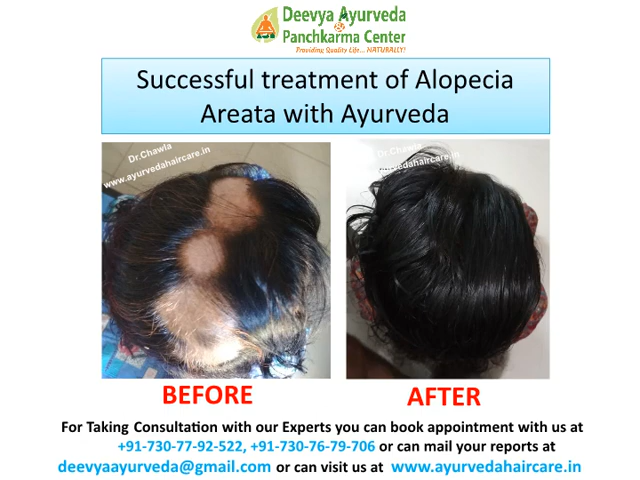 Deevya Ayurveda
Panchkarma Center
Providing Quality Life... NATURALLY!
Successful treatment of Alopecia
Areata with Ayurveda
Dr.Chawla
www.ayurvedahaircare.in
Dr.Chawla
vedahaircare.in
BEFORE
AFTER
For Taking Consultation with our Experts you can book appointment with us at
+91-730-77-92-522, +91-730-76-79-706 or can mail your reports at
deevyaayurveda@gmail.com or can visit us at www.ayurvedahaircare.in